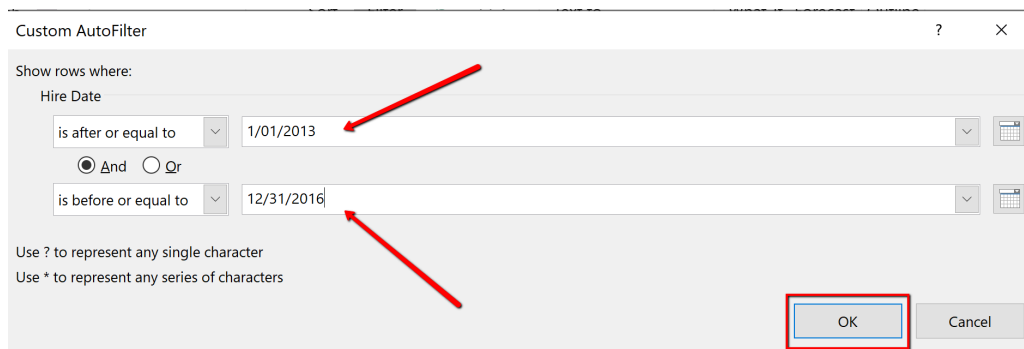 Custom AutoFilter ? ×
Show rows where:
Hire Date
is after or equal to 1/01/2013
And Or
is before or equal to 12/31/2016
Use ? to represent any single character
Use * to represent any series of characters
OK Cancel